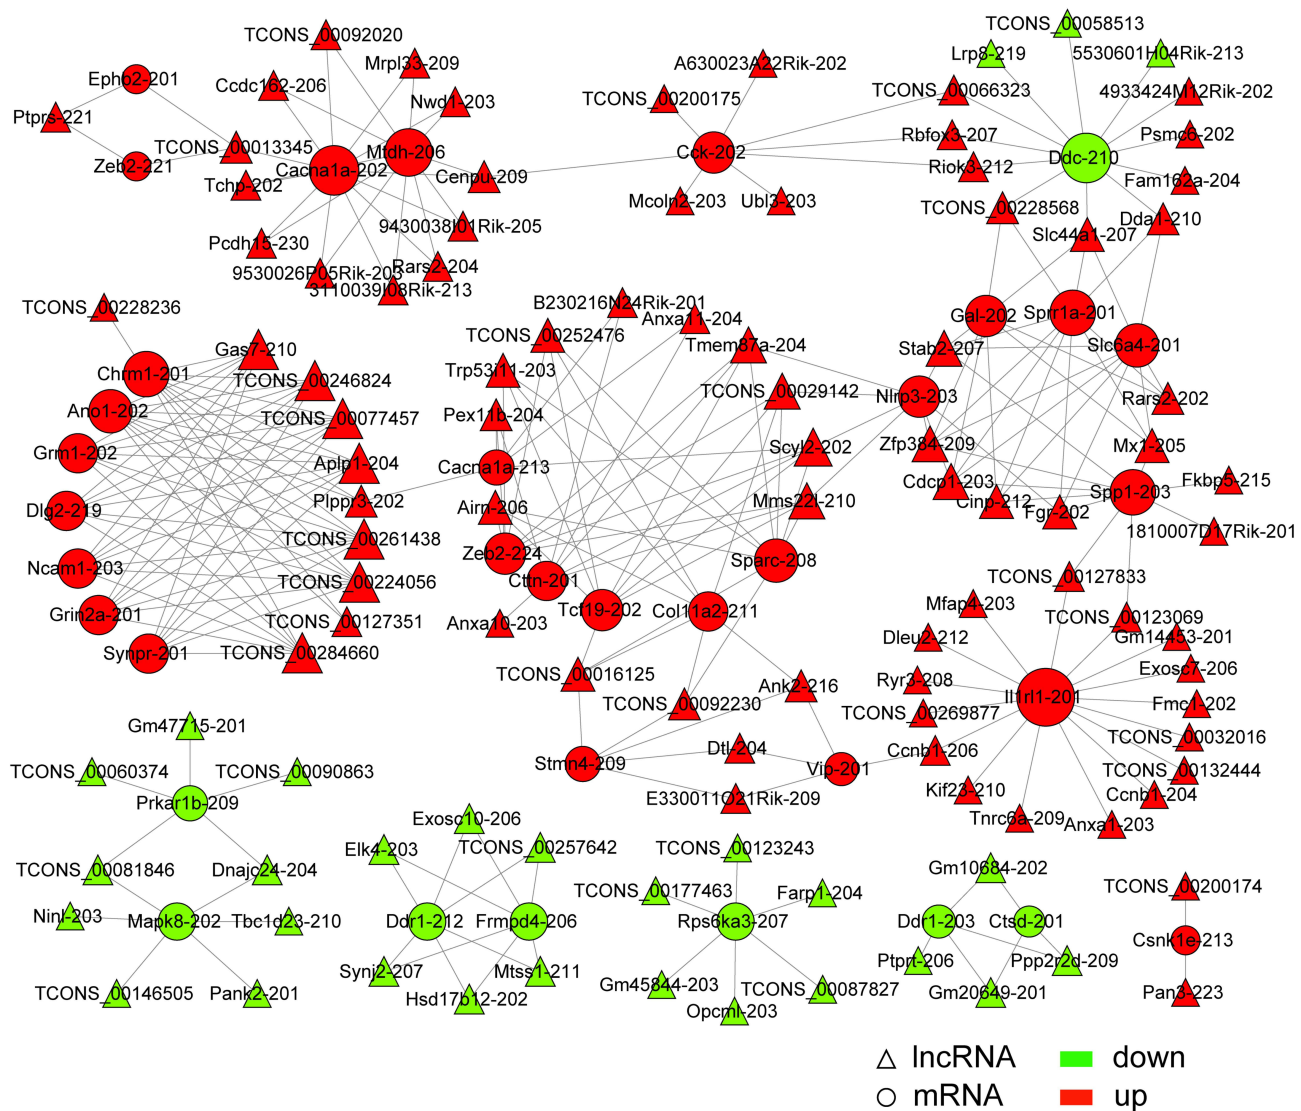 TCONS_00092020
Mrpl33-209
Ephb2-201
Ccdc162-206
Nwd1-203
Ptprs-221
TCONS_00013345
Mtdh-206
Zeb2-221
Cacna1a-202
Cenpu-209
Tchp-202
9430038I01Rik-205
Pcdh15-230
9530026P05Rik-203
Rars2-204
3110039I08Rik-213
A630023A22Rik-202
TCONS_00200175
Cck-202
Mcoln2-203
Ubl3-203
TCONS_00058513
Lrp8-219
5530601H04Rik-213
TCONS_00066323
4933424M12Rik-202
Rbfox3-207
Psmc6-202
Riok3-212
Ddc-210
Fam162a-204
TCONS_00228568
Dda1-210
Slc44a1-207
Gal-202
Sprr1a-201
Stab2-207
Slc6a4-201
Nlrp3-203
Rars2-202
Zfp384-209
Mx1-205
Cdcp1-203
Cinp-212
Fgr-202
Spp1-203
Fkbp5-215
1810007D17Rik-201
TCONS_00228236
Gas7-210
Chrm1-201
TCONS_00246824
Ano1-202
TCONS_00077457
Grm1-202
Aplp1-204
Plppr3-202
Dlg2-219
TCONS_00261438
Ncam1-203
TCONS_00224056
Grin2a-201
TCONS_00127351
Synpr-201
TCONS_00284660
B230216N24Rik-201
Anxa11-204
TCONS_00252476
Tmem87a-204
Trp53i11-203
TCONS_00029142
Pex11b-204
Scyl2-202
Cacna1a-213
Mms22l-210
Airn-206
Zeb2-224
Sparc-208
Cttn-201
Tcf19-202
Col11a2-211
Anxa10-203
TCONS_00016125
Ank2-216
TCONS_00092230
Stmn4-209
Dtl-204
Vip-201
E330011O21Rik-209
TCONS_00127833
Mfap4-203
TCONS_00123069
Dleu2-212
Gm14453-201
Exosc7-206
Ryr3-208
Il1rl1-201
Fmc1-202
TCONS_00269877
TCONS_00032016
Ccnb1-206
TCONS_00132444
Kif23-210
Ccnb1-204
Tnrc6a-209
Anxa1-203
Gm47715-201
TCONS_00060374
TCONS_00090863
Prkar1b-209
TCONS_00081846
Dnajc24-204
Ninl-203
Mapk8-202
Tbc1d23-210
TCONS_00146505
Pank2-201
Exosc10-206
Elk4-203
TCONS_00257642
Ddr1-212
Frmpd4-206
Synj2-207
Mtss1-211
Hsd17b12-202
TCONS_00123243
TCONS_00177463
Farp1-204
Rps6ka3-207
Gm45844-203
TCONS_00087827
Opcml-203
Gm10684-202
Ddr1-203
Ctsd-201
Ptprt-206
Ppp2r2d-209
Gm20649-201
TCONS_00200174
Csnk1e-213
Pan3-223
lncRNA
down
mRNA
up